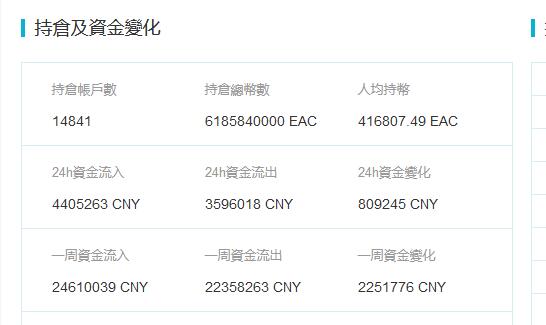 持倉及資金變化
持倉帳戶數 持倉總幣數 人均持幣
14841 6185840000 EAC 416807.49 EAC
24h資金流入 24h資金流出 24h資金變化
4405263 CNY 3596018 CNY 809245 CNY
一周資金流入 一周資金流出 一周資金變化
24610039 CNY 22358263 CNY 2251776 CNY